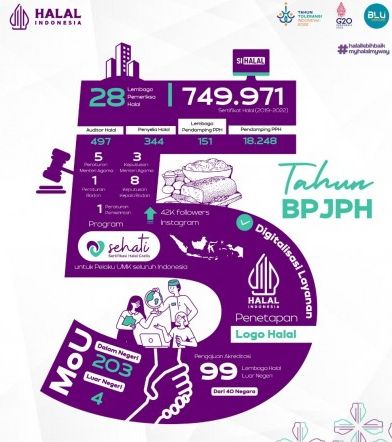 HALAL
INDONESIA
TAHUN
TOLERANSI
2022
G20
BLU
#halallebihbaik
#myhalalmyway
SIHALAL
28 Lembaga
Pemeriksa
Halal
749.971
Sertifikat Halal (2019-2022)
Auditor Halal
497
Penyelia Halal
344
Lembaga
Pendamping PPH
151
Pendamping PPH
18.248
5
Peraturan
Menteri Agama
3
Keputusan
Menteri Agama
1
Peraturan Badan
8
Keputusan Kepala Badan
1 Peraturan
Pemerintah
42K followers
Instagram
Program
sehati
Sertifikasi Halal Gratis
untuk Pelaku UMK seluruh Indonesia
Tahun
BPJPH
Digitalisasi Layanan
HALAL
INDONESIA
Penetapan
Logo Halal
MoU
Dalam Negeri
203
Luar Negeri
4
Pengajuan Akreditasi
99 Lembaga Halal
Luar Negeri
Dari 40 Negara